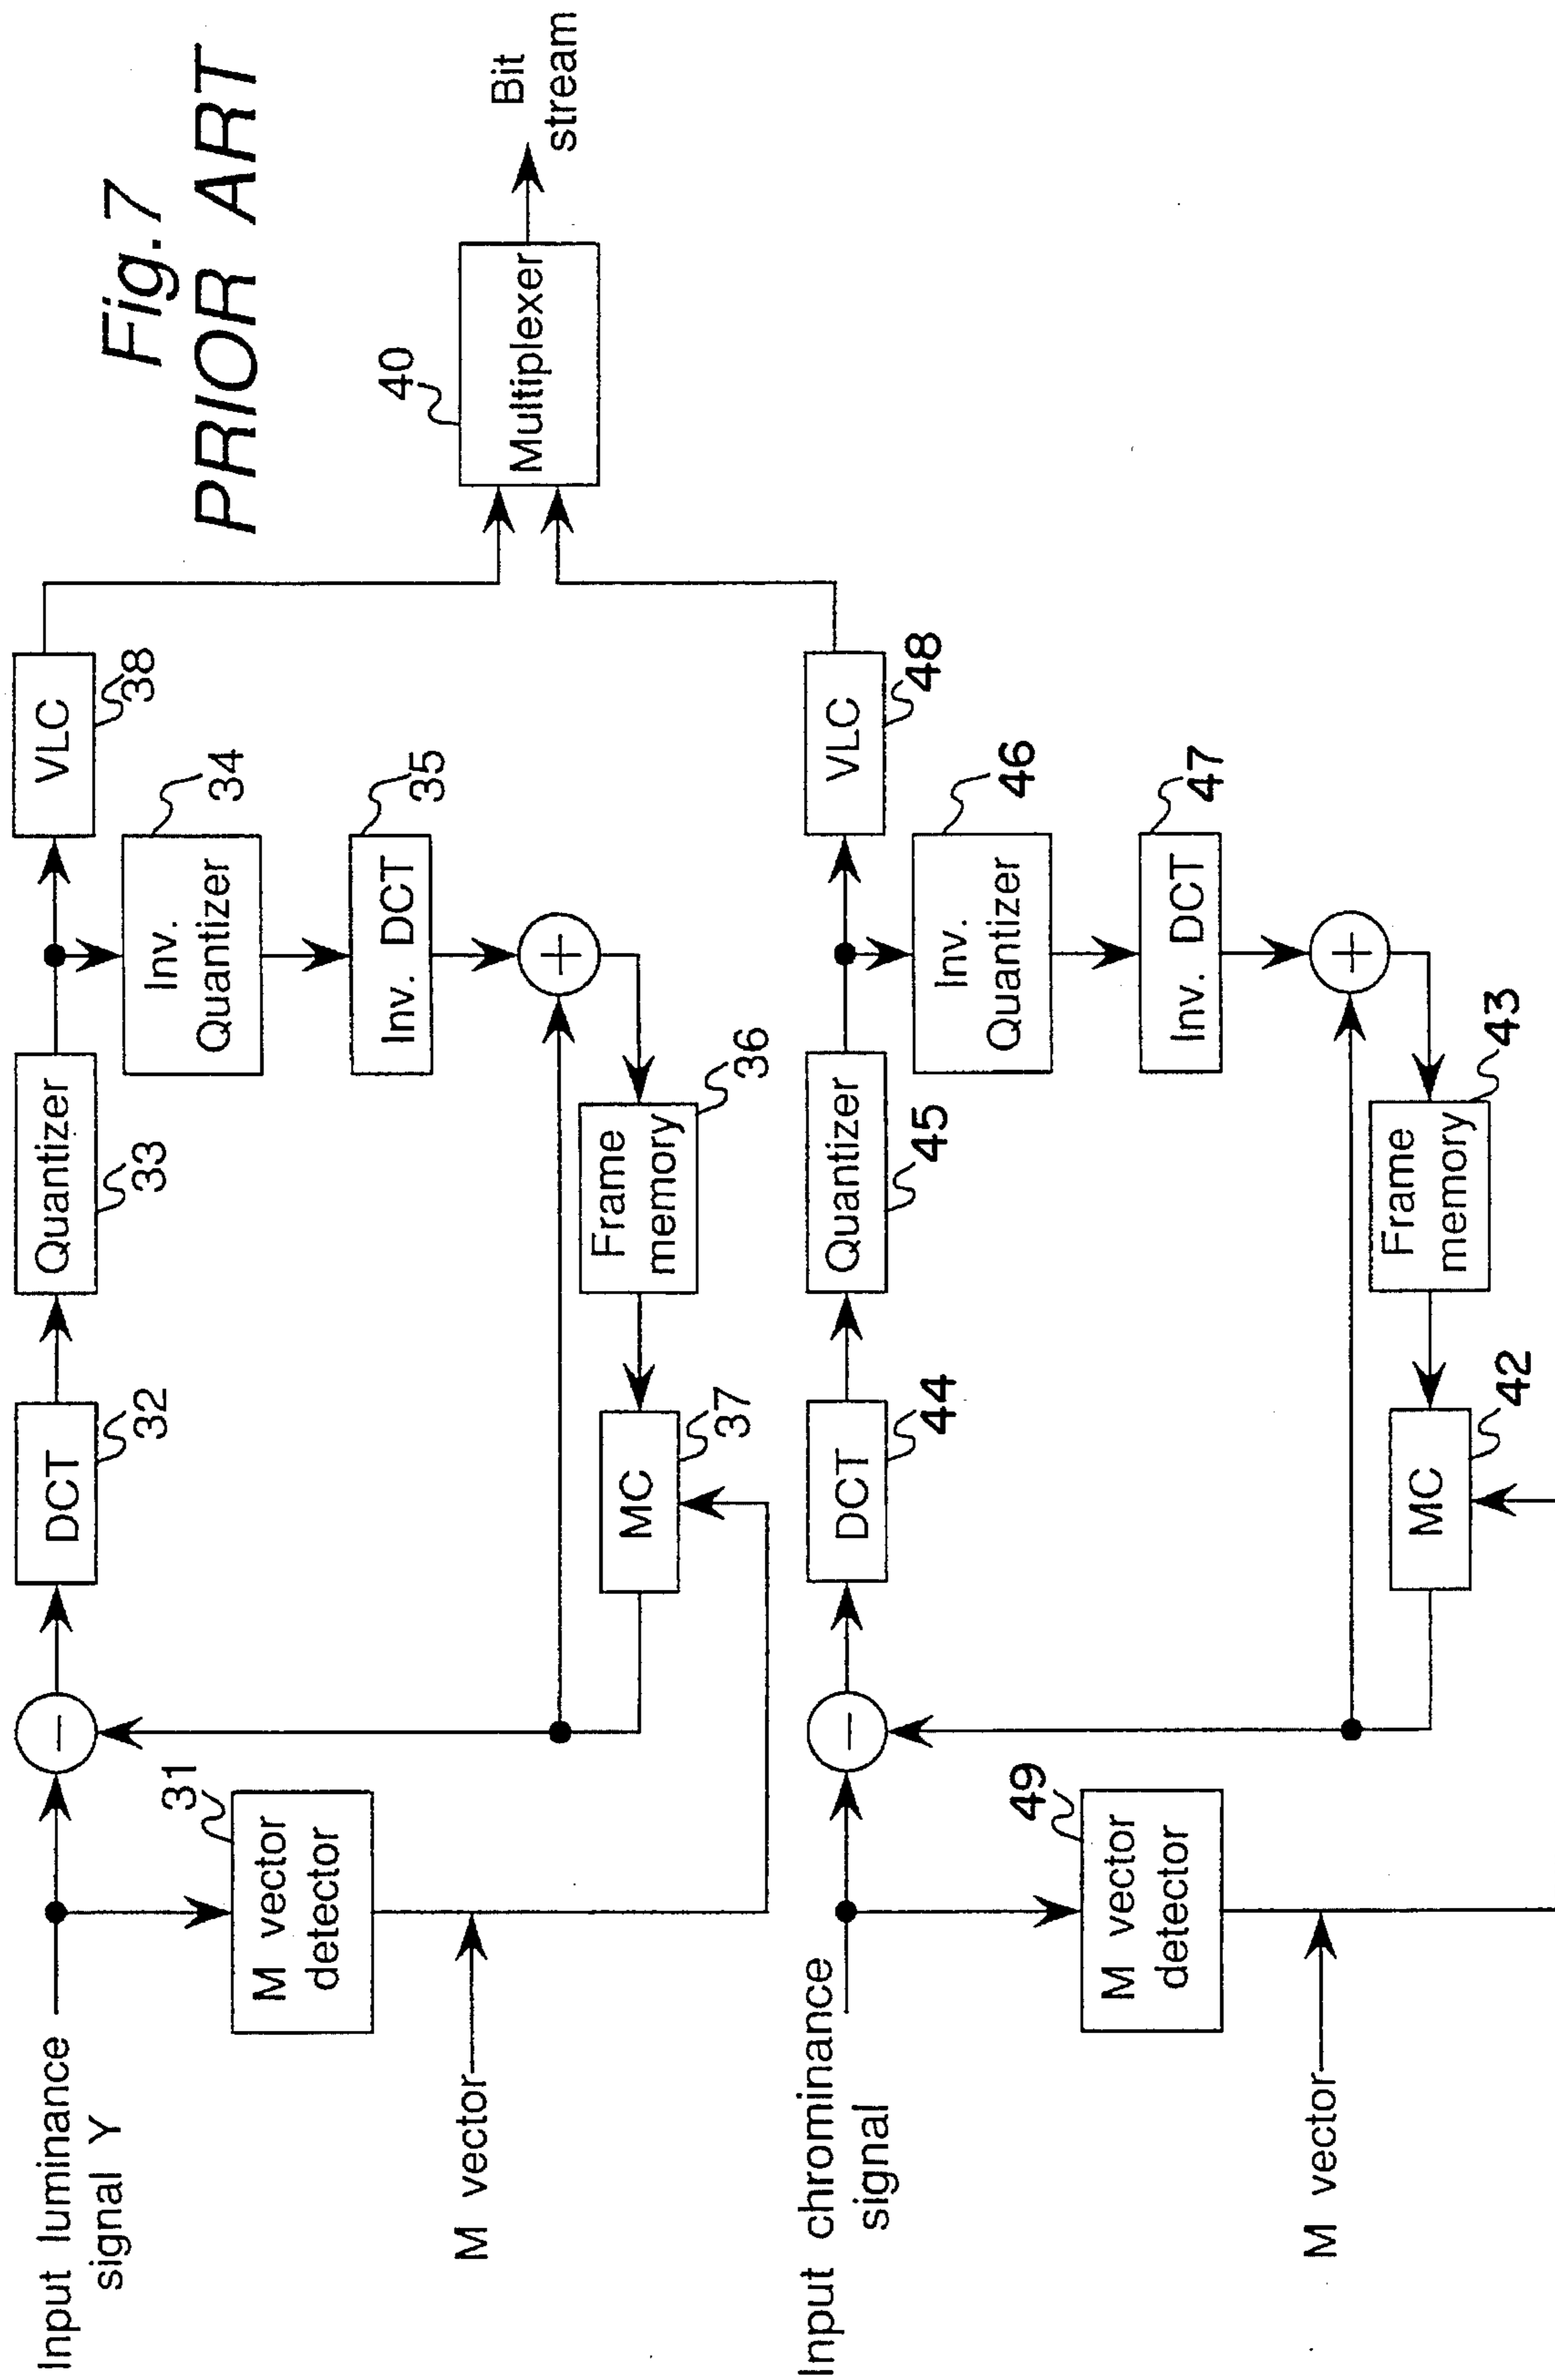 Fig.7
PRIOR ART
Input luminance
signal Y
M vector
detector
31
M vector
DCT
32
Quantizer
33
VLC
38
Inv.
Quantizer
34
Inv. DCT
35
Frame
memory
36
MC
37
40
Multiplexer
Bit
stream
Input chrominance
signal
M vector
detector
49
M vector
DCT
44
Quantizer
45
VLC
48
Inv.
Quantizer
46
Inv. DCT
47
Frame
memory
43
MC
42